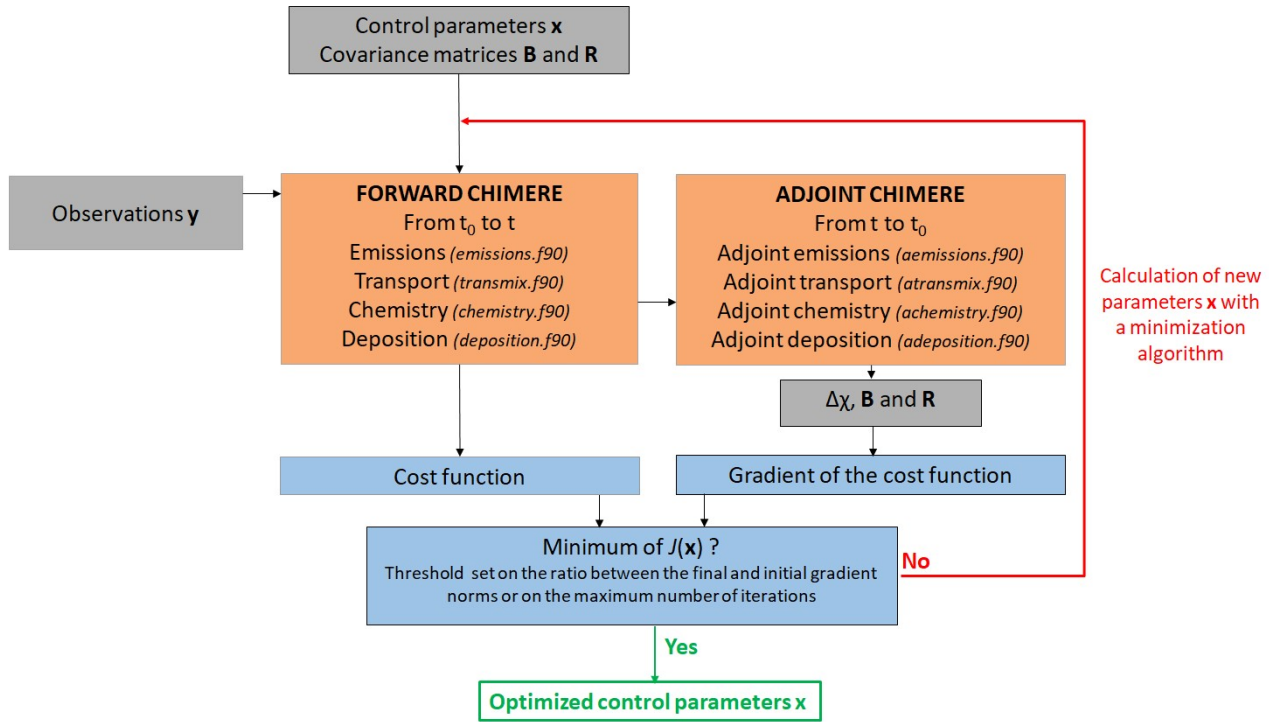 Control parameters x
Covariance matrices B and R
Observations y
FORWARD CHIMERE
From t₀ to t
Emissions (emissions.f90)
Transport (transmix.f90)
Chemistry (chemistry.f90)
Deposition (deposition.f90)
ADJOINT CHIMERE
From t to t₀
Adjoint emissions (aemissions.f90)
Adjoint transport (atransmix.f90)
Adjoint chemistry (achemistry.f90)
Adjoint deposition (adeposition.f90)
Calculation of new
parameters x with
a minimization
algorithm
Δχ, B and R
Cost function
Gradient of the cost function
Minimum of J(x) ?
Threshold set on the ratio between the final and initial gradient
norms or on the maximum number of iterations
No
Yes
Optimized control parameters x